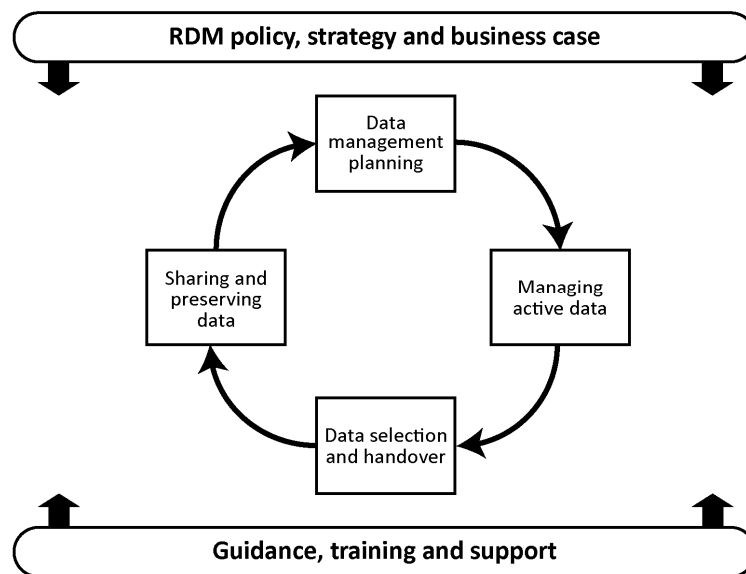 RDM policy, strategy and business case
Data
management
planning
Sharing and
preserving
data
Managing
active data
Data selection
and handover
Guidance, training and support